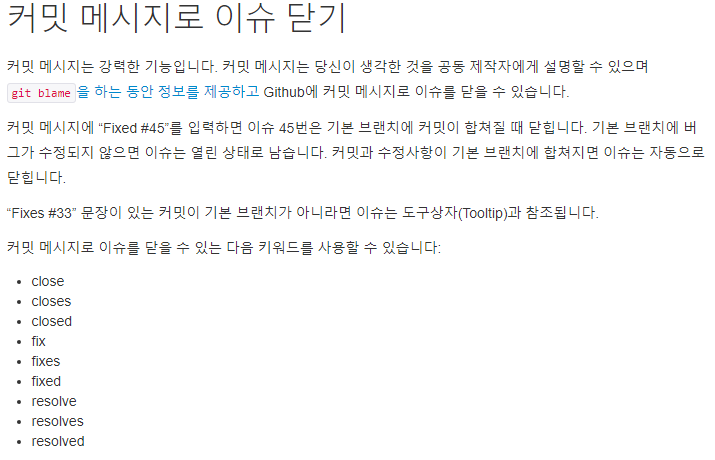 커밋 메시지로 이슈 닫기
커밋 메시지는 강력한 기능입니다. 커밋 메시지는 당신이 생각한 것을 공동 제작자에게 설명할 수 있으며
git blame을 하는 동안 정보를 제공하고 Github에 커밋 메시지로 이슈를 닫을 수 있습니다.
커밋 메시지에 “Fixed #45”를 입력하면 이슈 45번은 기본 브랜치에 커밋이 합쳐질 때 닫힙니다. 기본 브랜치에 버
그가 수정되지 않으면 이슈는 열린 상태로 남습니다. 커밋과 수정사항이 기본 브랜치에 합쳐지면 이슈는 자동으로
닫힙니다.
“Fixes #33” 문장이 있는 커밋이 기본 브랜치가 아니라면 이슈는 도구상자(Tooltip)과 참조됩니다.
커밋 메시지로 이슈를 닫을 수 있는 다음 키워드를 사용할 수 있습니다:
• close
• closes
• closed
• fix
• fixes
• fixed
• resolve
• resolves
• resolved